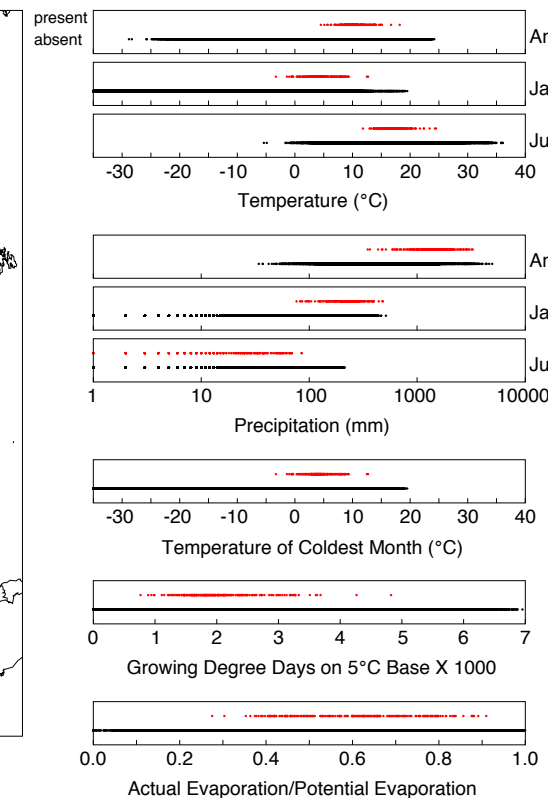 present
absent
An
Ja
Ju
-30 -20 -10 0 10 20 30 40
Temperature (°C)
An
Ja
Ju
1 10 100 1000 10000
Precipitation (mm)
-30 -20 -10 0 10 20 30 40
Temperature of Coldest Month (°C)
0 1 2 3 4 5 6 7
Growing Degree Days on 5°C Base X 1000
0.0 0.2 0.4 0.6 0.8 1.0
Actual Evaporation/Potential Evaporation